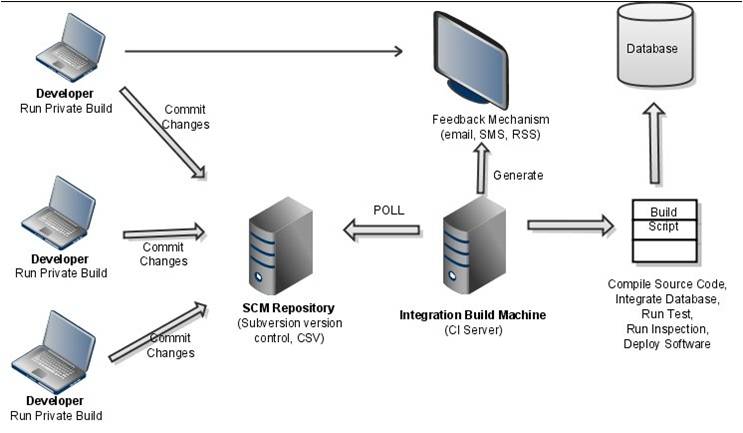 Developer
Run Private Build
Commit
Changes
Feedback Mechanism
(email, SMS, RSS)
Database
Generate
Developer
Run Private Build
Commit
Changes
POLL
Build
Script
SCM Repository
(Subversion version
control, CSV)
Integration Build Machine
(CI Server)
Compile Source Code,
Integrate Database,
Run Test,
Run Inspection,
Deploy Software
Commit
Changes
Developer
Run Private Build